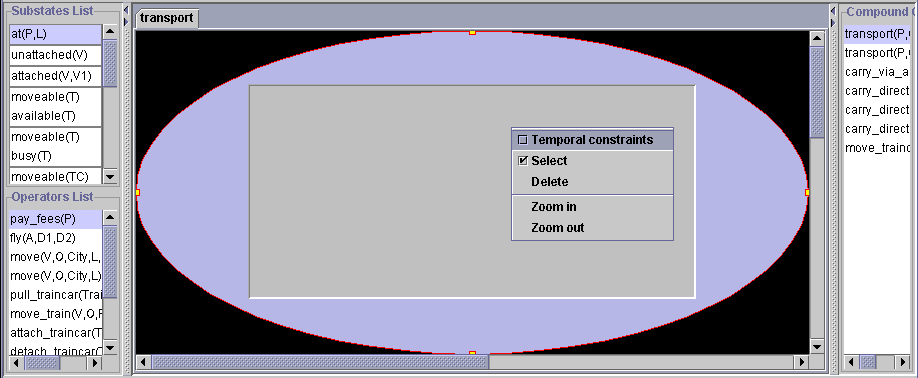 Substates List
at(P,L)
unattached(V)
attached(V,V1)
moveable(T)
available(T)
moveable(T)
busy(T)
moveable(TC)
Operators List
pay_fees(P)
fly(A,D1,D2)
move(V,O,City,L,
move(V,O,City,L)
pull_traincar(Trai
move_train(V,O,F
attach_traincar(T
detach_traincar(
transport
Temporal constraints
Select
Delete
Zoom in
Zoom out
Compound
transport(P,
transport(P,
carry_via_a
carry_direct
carry_direct
carry_direct
move_trainc